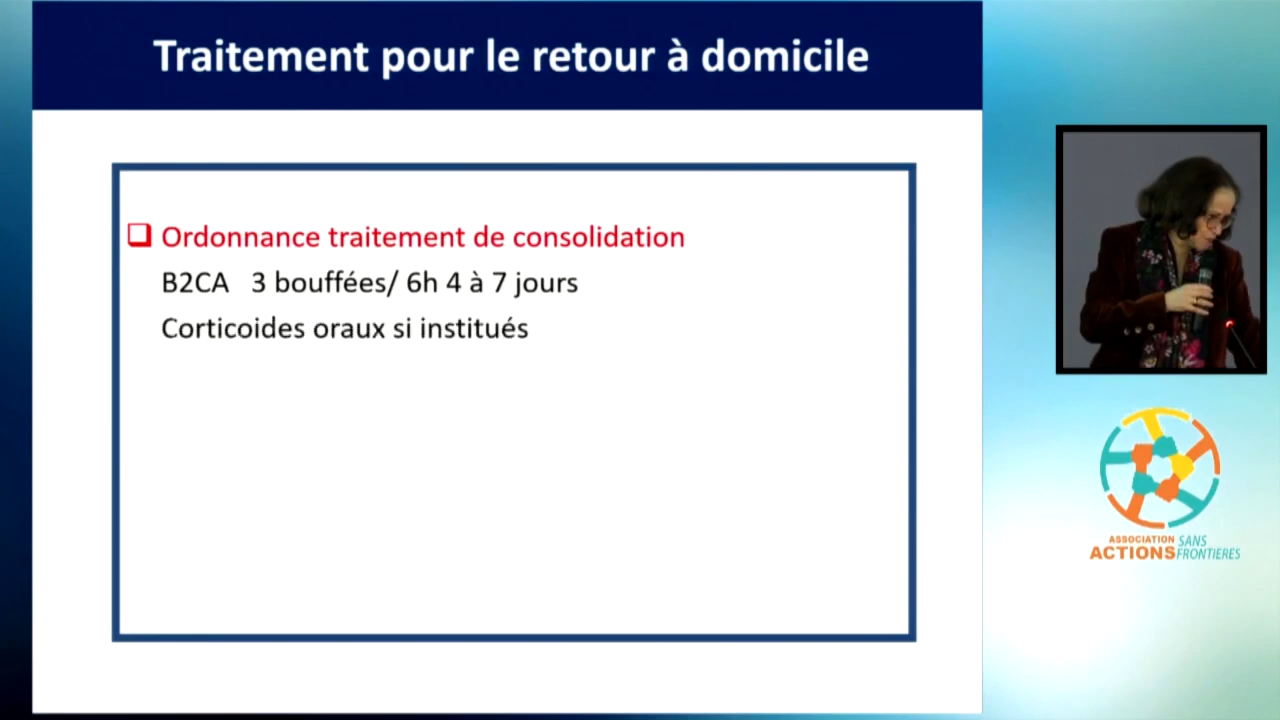 Traitement pour le retour à domicile
❑ Ordonnance traitement de consolidation
B2CA 3 bouffées/ 6h 4 à 7 jours
Corticoides oraux si institués
ASSOCIATION SANS
ACTIONS FRONTIERES